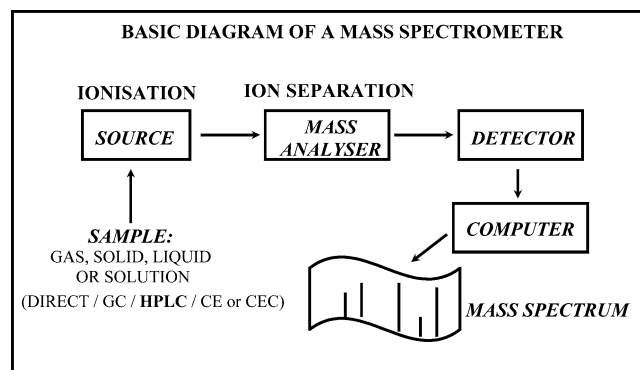 BASIC DIAGRAM OF A MASS SPECTROMETER
IONISATION
ION SEPARATION
SOURCE
MASS
ANALYSER
DETECTOR
COMPUTER
SAMPLE:
GAS, SOLID, LIQUID
OR SOLUTION
(DIRECT / GC / HPLC / CE or CEC)
MASS SPECTRUM